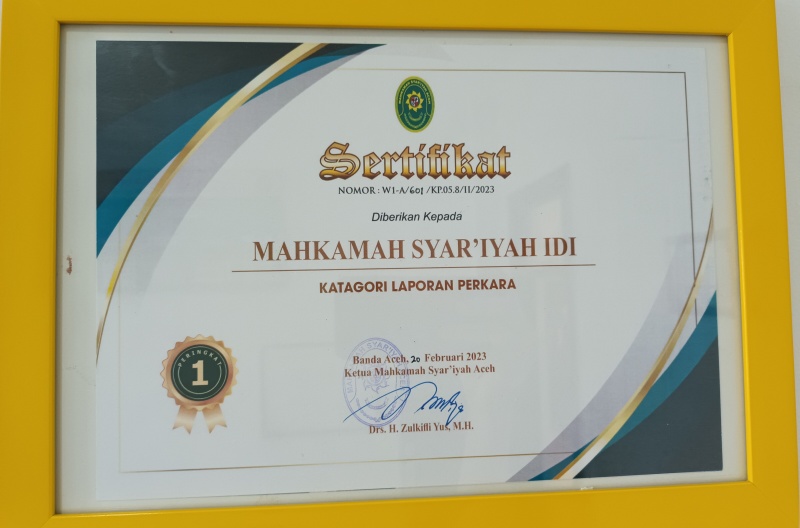 Sertifikat
NOMOR : W1-A/601/KP.05.8/II/2023
Diberikan Kepada
MAHKAMAH SYAR'IYAH IDI
KATAGORI LAPORAN PERKARA
PERINGKAT
1
Banda Aceh, 20 Februari 2023
Ketua Mahkamah Syar'iyah Aceh
Drs. H. Zulkifli Yus, M.H.